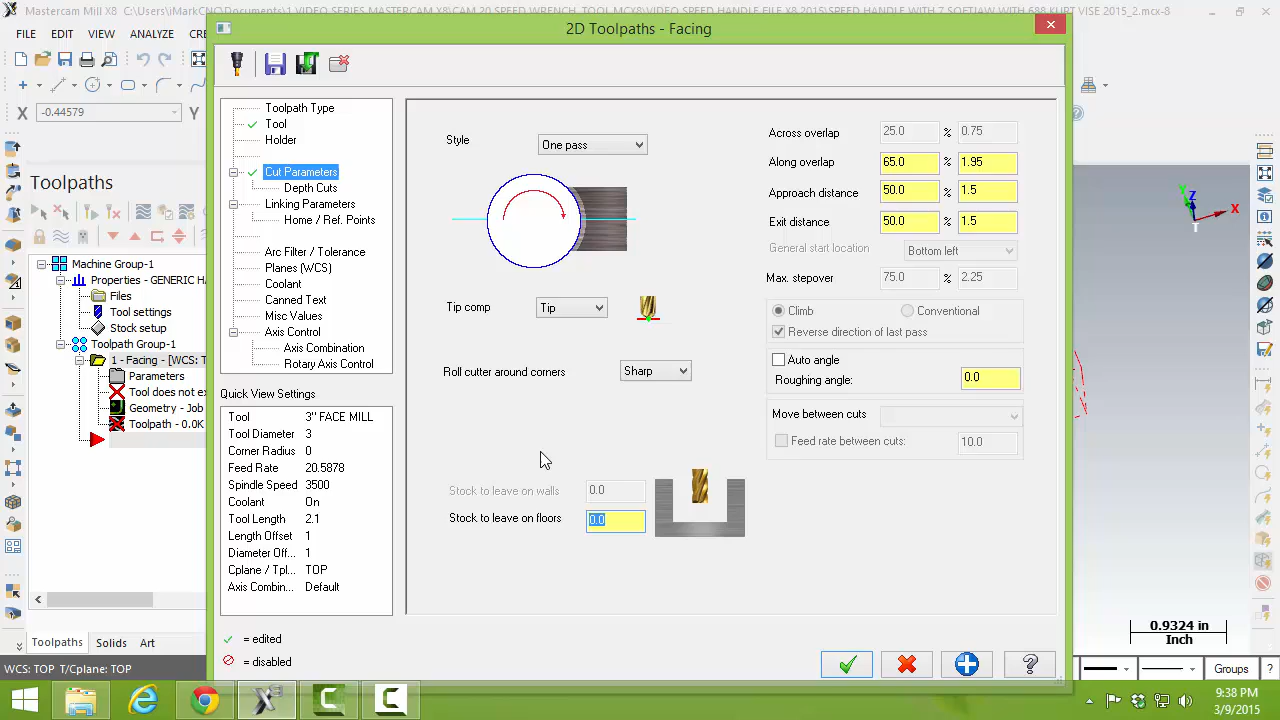 Mastercam Mill X8 C:\Users\iMarkCNC\Documents\1 VIDEO SERIES MASTERCAM X8\CAM 20 SPEED WRENCH_TOOL MCX8\VIDEO SPEED HANDLE FILE X8 2015\SPEED HANDLE WITH 7 SOFTJAW WITH 688 KURT VISE 2015_2.mcx-8
2D Toolpaths - Facing
FILE EDIT VIEW ANALYZE CREA
X -0.44579 Y
Toolpaths
Machine Group-1
Properties - GENERIC H
Files
Tool settings
Stock setup
Toolpath Group-1
1 - Facing - [WCS: T
Parameters
Tool does not ex
Geometry - Job
Toolpath - 0.0K
Toolpaths Solids Art
WCS: TOP T/Cplane: TOP
Toolpath Type
Tool
Holder
Cut Parameters
Depth Cuts
Linking Parameters
Home / Ref. Points
Arc Filter / Tolerance
Planes (WCS)
Coolant
Canned Text
Misc Values
Axis Control
Axis Combination
Rotary Axis Control
Quick View Settings
Tool 3" FACE MILL
Tool Diameter 3
Corner Radius 0
Feed Rate 20.5878
Spindle Speed 3500
Coolant On
Tool Length 2.1
Length Offset 1
Diameter Off... 1
Cplane / Tpl... TOP
Axis Combin... Default
= edited
= disabled
Style One pass
Tip comp Tip
Roll cutter around corners Sharp
Stock to leave on walls 0.0
Stock to leave on floors 0.0
Across overlap 25.0 % 0.75
Along overlap 65.0 % 1.95
Approach distance 50.0 % 1.5
Exit distance 50.0 % 1.5
General start location Bottom left
Max. stepover 75.0 % 2.25
Climb Conventional
Reverse direction of last pass
Auto angle
Roughing angle: 0.0
Move between cuts
Feed rate between cuts: 10.0
Y Z X T
0.9324 in
Inch
Groups ?
9:38 PM
3/9/2015